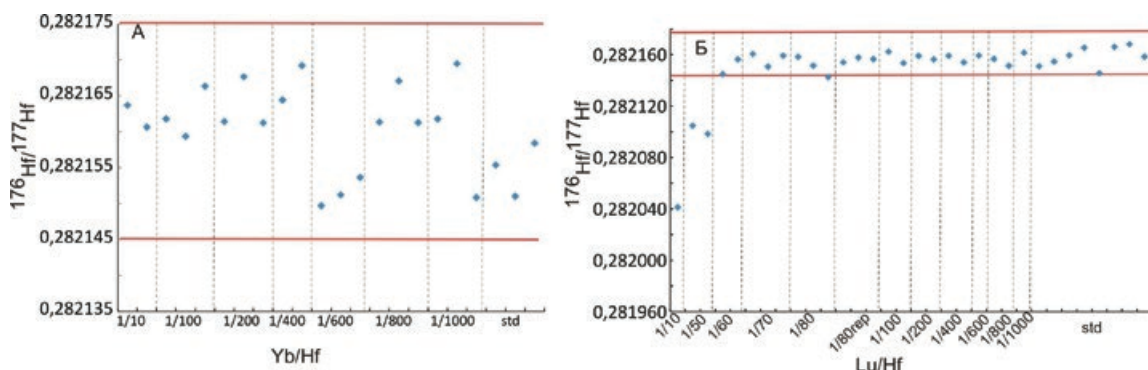 А
0,282175
0,282165
0,282155
0,282145
0,282135
176Hf/177Hf
1/10 1/100 1/200 1/400 1/600 1/800 1/1000 std
Yb/Hf
Б
0,282160
0,282120
0,282080
0,282040
0,282000
0,281960
176Hf/177Hf
1/10 1/50 1/60 1/70 1/80 1/80rep 1/100 1/200 1/400 1/600 1/800 1/1000 std
Lu/Hf